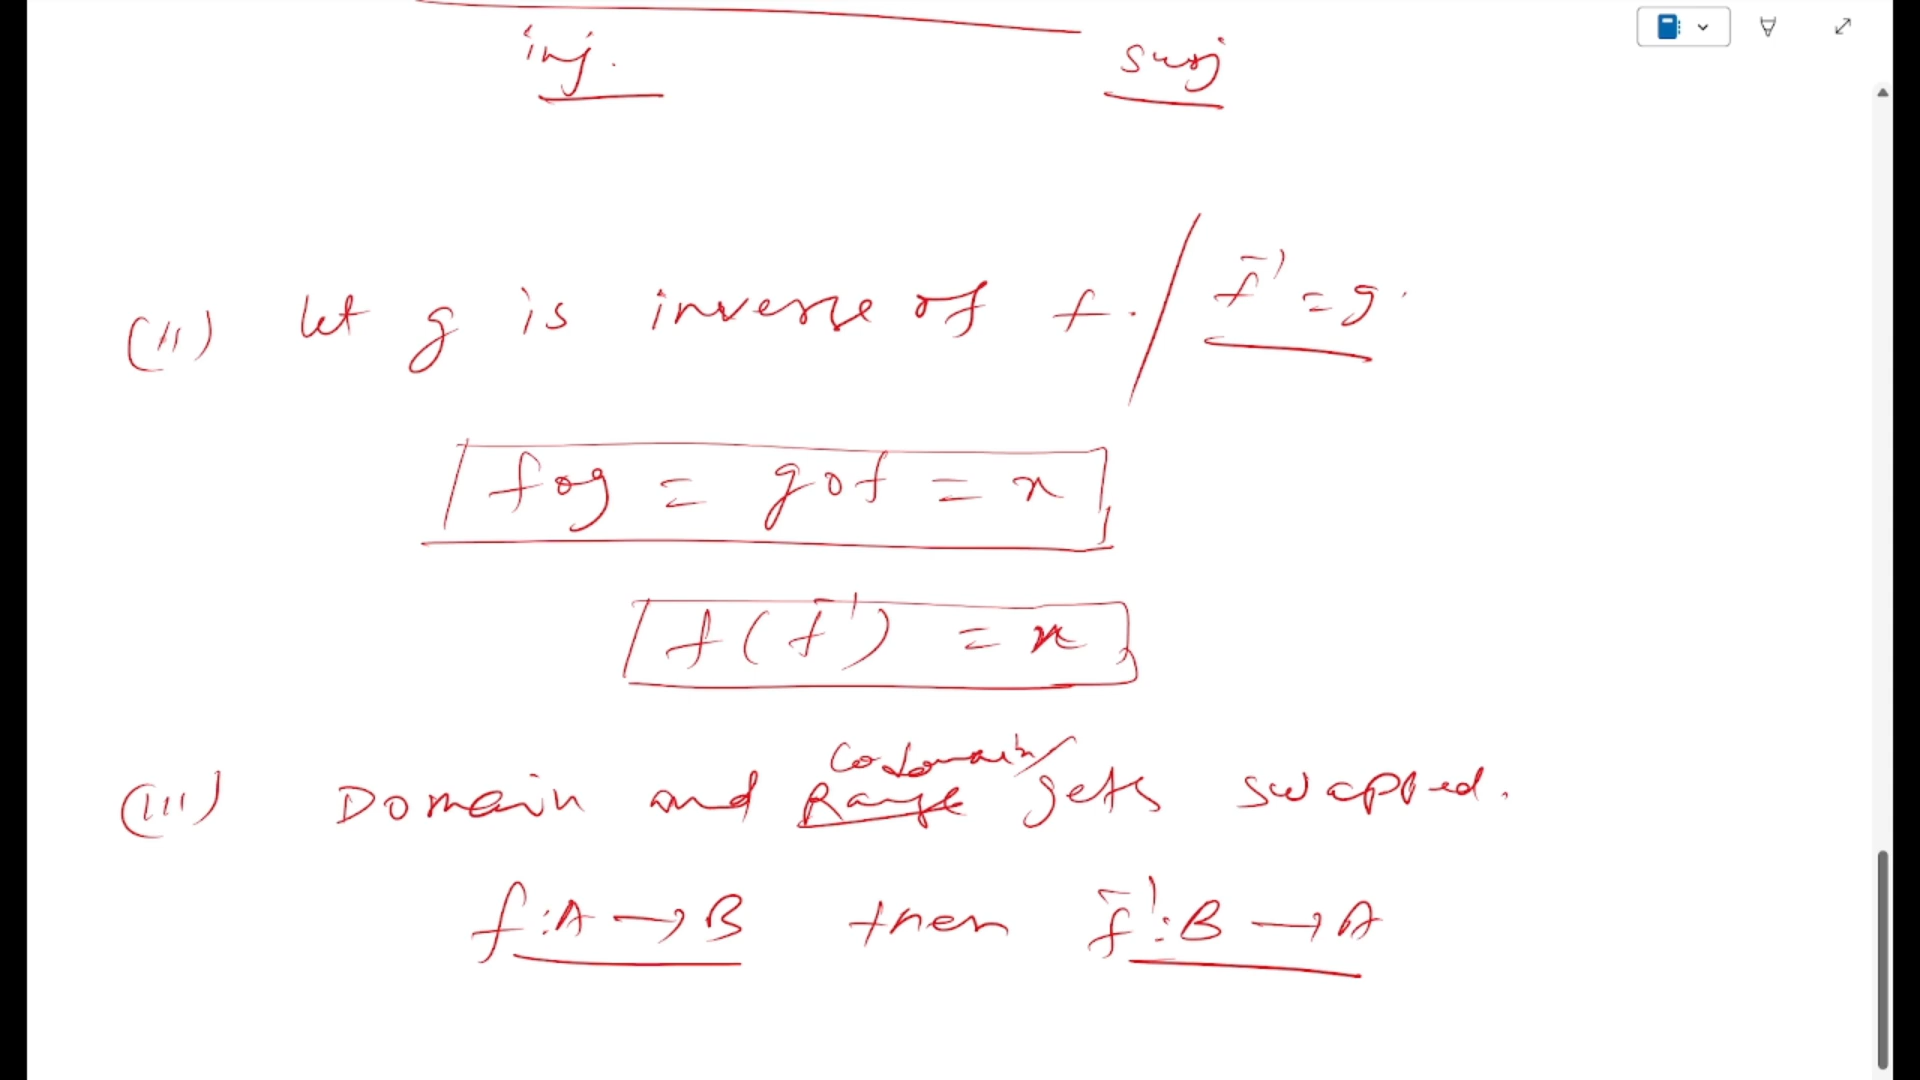 inj. surj
(ii) let g is inverse of f. / f⁻¹ = g.
fog = gof = x
f(f⁻¹) = x
Codomain/
(iii) Domain and Range gets swapped.
f:A→B then f⁻¹:B→A